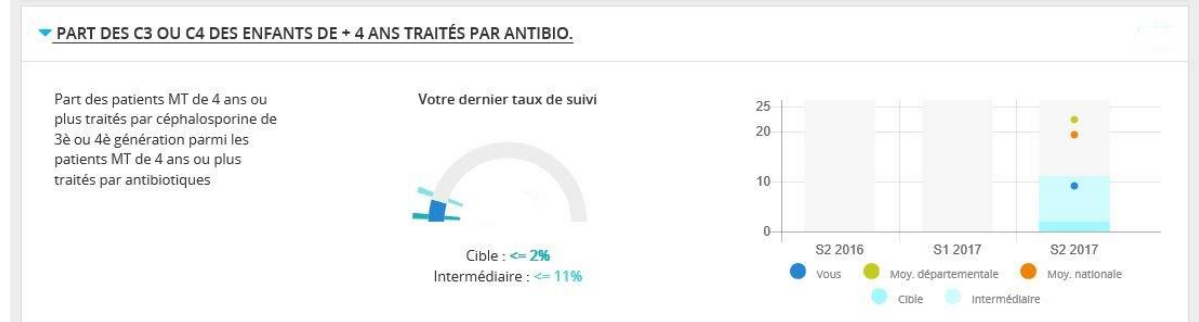 PART DES C3 OU C4 DES ENFANTS DE + 4 ANS TRAITÉS PAR ANTIBIO.
Part des patients MT de 4 ans ou
plus traités par céphalosporine de
3è ou 4è génération parmi les
patients MT de 4 ans ou plus
traités par antibiotiques
Votre dernier taux de suivi
Cible : <= 2%
Intermédiaire : <= 11%
25
20
10
0
S2 2016 S1 2017 S2 2017
Vous Moy. départementale Moy. nationale
Cible Intermédiaire